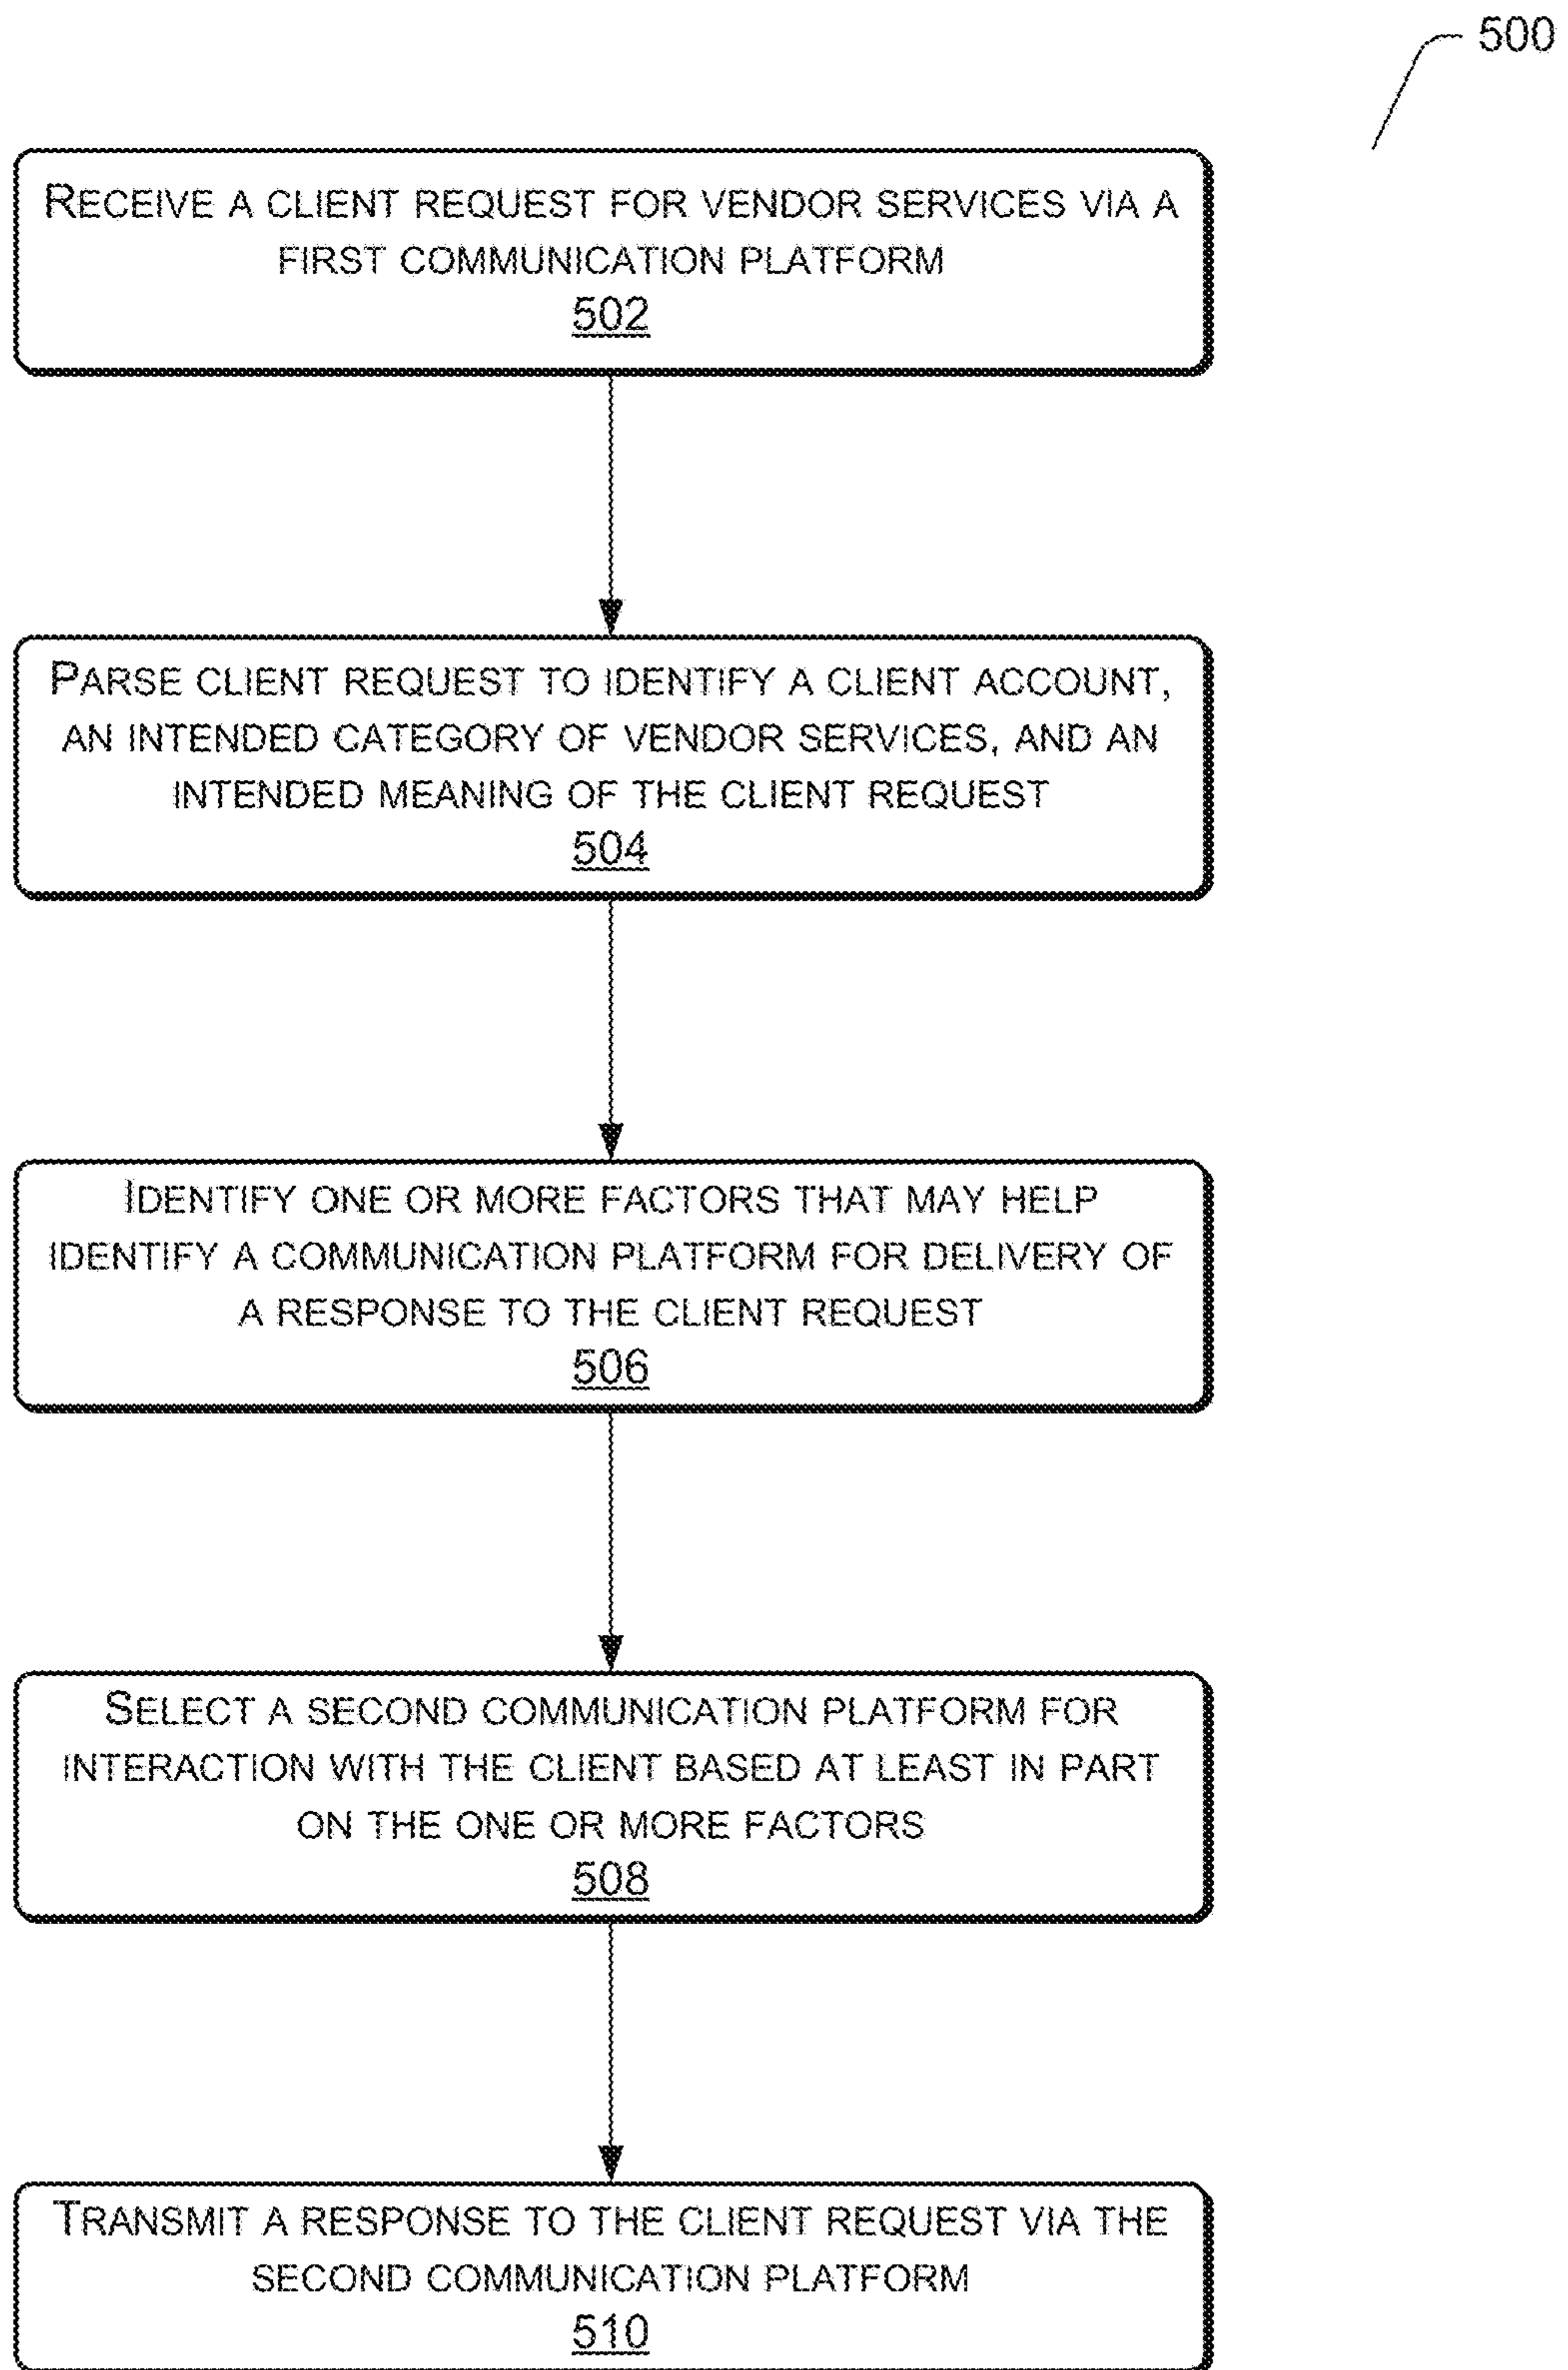 500
RECEIVE A CLIENT REQUEST FOR VENDOR SERVICES VIA A
FIRST COMMUNICATION PLATFORM
502
PARSE CLIENT REQUEST TO IDENTIFY A CLIENT ACCOUNT,
AN INTENDED CATEGORY OF VENDOR SERVICES, AND AN
INTENDED MEANING OF THE CLIENT REQUEST
504
IDENTIFY ONE OR MORE FACTORS THAT MAY HELP
IDENTIFY A COMMUNICATION PLATFORM FOR DELIVERY OF
A RESPONSE TO THE CLIENT REQUEST
506
SELECT A SECOND COMMUNICATION PLATFORM FOR
INTERACTION WITH THE CLIENT BASED AT LEAST IN PART
ON THE ONE OR MORE FACTORS
508
TRANSMIT A RESPONSE TO THE CLIENT REQUEST VIA THE
SECOND COMMUNICATION PLATFORM
510